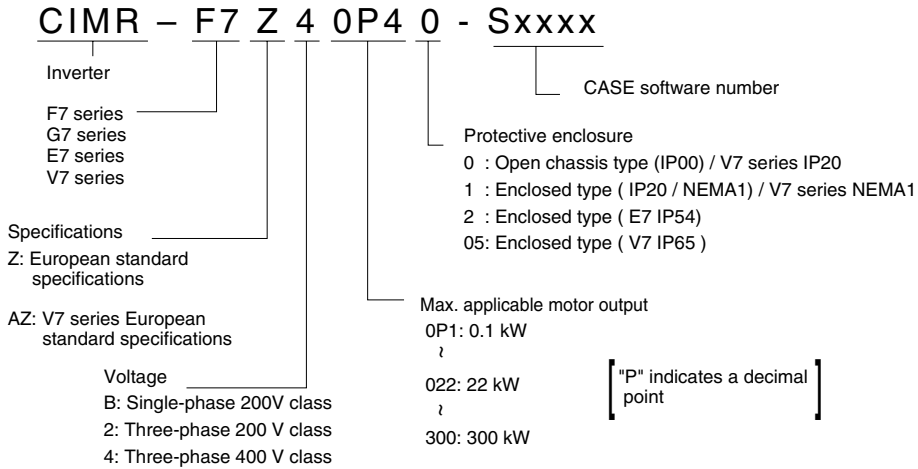 CIMR – F7 Z 4 0P4 0 - Sxxxx
Inverter
F7 series
G7 series
E7 series
V7 series
Specifications
Z: European standard
specifications
AZ: V7 series European
standard specifications
Voltage
B: Single-phase 200V class
2: Three-phase 200 V class
4: Three-phase 400 V class
CASE software number
Protective enclosure
0 : Open chassis type (IP00) / V7 series IP20
1 : Enclosed type ( IP20 / NEMA1) / V7 series NEMA1
2 : Enclosed type ( E7 IP54)
05: Enclosed type ( V7 IP65 )
Max. applicable motor output
0P1: 0.1 kW
~
022: 22 kW
~
300: 300 kW
"P" indicates a decimal
point